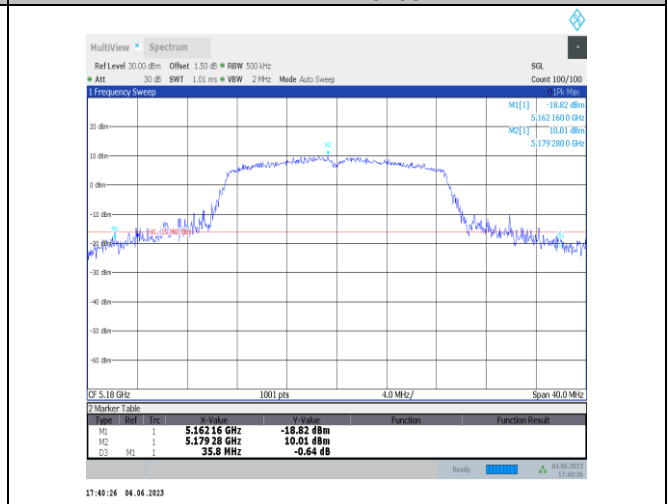 MultiView Spectrum
Ref Level 30.00 dBm Offset 1.50 dB RBW 500 kHz SGL
Att 30 dB SWT 1.01 ms VBW 2 MHz Mode Auto Sweep Count 100/100
1 Frequency Sweep 1Pk Max
M1[1] -18.82 dBm
5.162 160 0 GHz
M2[1] 10.01 dBm
5.179 280 0 GHz
20 dBm
M2
10 dBm
0 dBm
-10 dBm
M1
-20 dBm
-30 dBm
-40 dBm
-50 dBm
-60 dBm
CF 5.18 GHz 1001 pts 4.0 MHz/ Span 40.0 MHz
2 Marker Table
Type Ref Trc X-Value Y-Value Function Function Result
M1 1 5.162 16 GHz -18.82 dBm
M2 1 5.179 28 GHz 10.01 dBm
D3 M1 1 35.8 MHz -0.64 dB
Ready 04.06.2023
17:40:26
17:40:26 04.06.2023